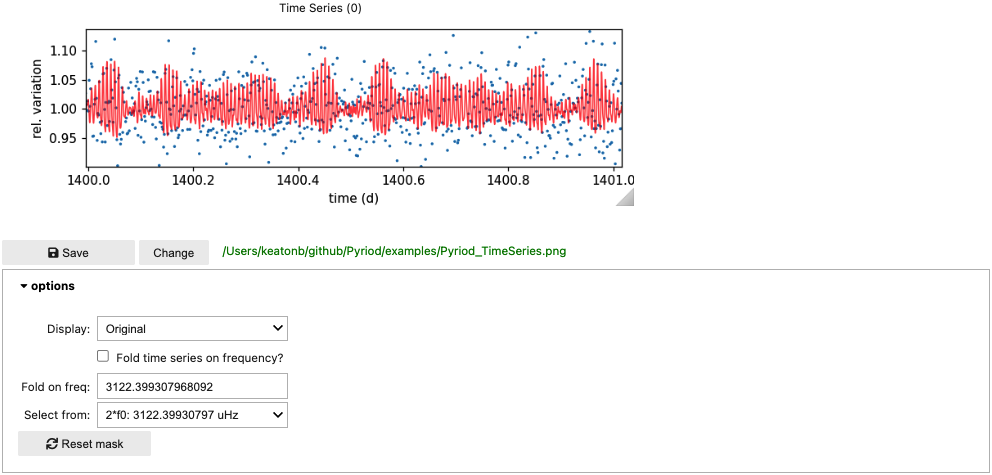 Time Series (0)
1.10
1.05
1.00
0.95
rel. variation
1400.0 1400.2 1400.4 1400.6 1400.8 1401.0
time (d)
Save Change /Users/keatonb/github/Pyriod/examples/Pyriod_TimeSeries.png
options
Display: Original
Fold time series on frequency?
Fold on freq: 3122.399307968092
Select from: 2*f0: 3122.39930797 uHz
Reset mask